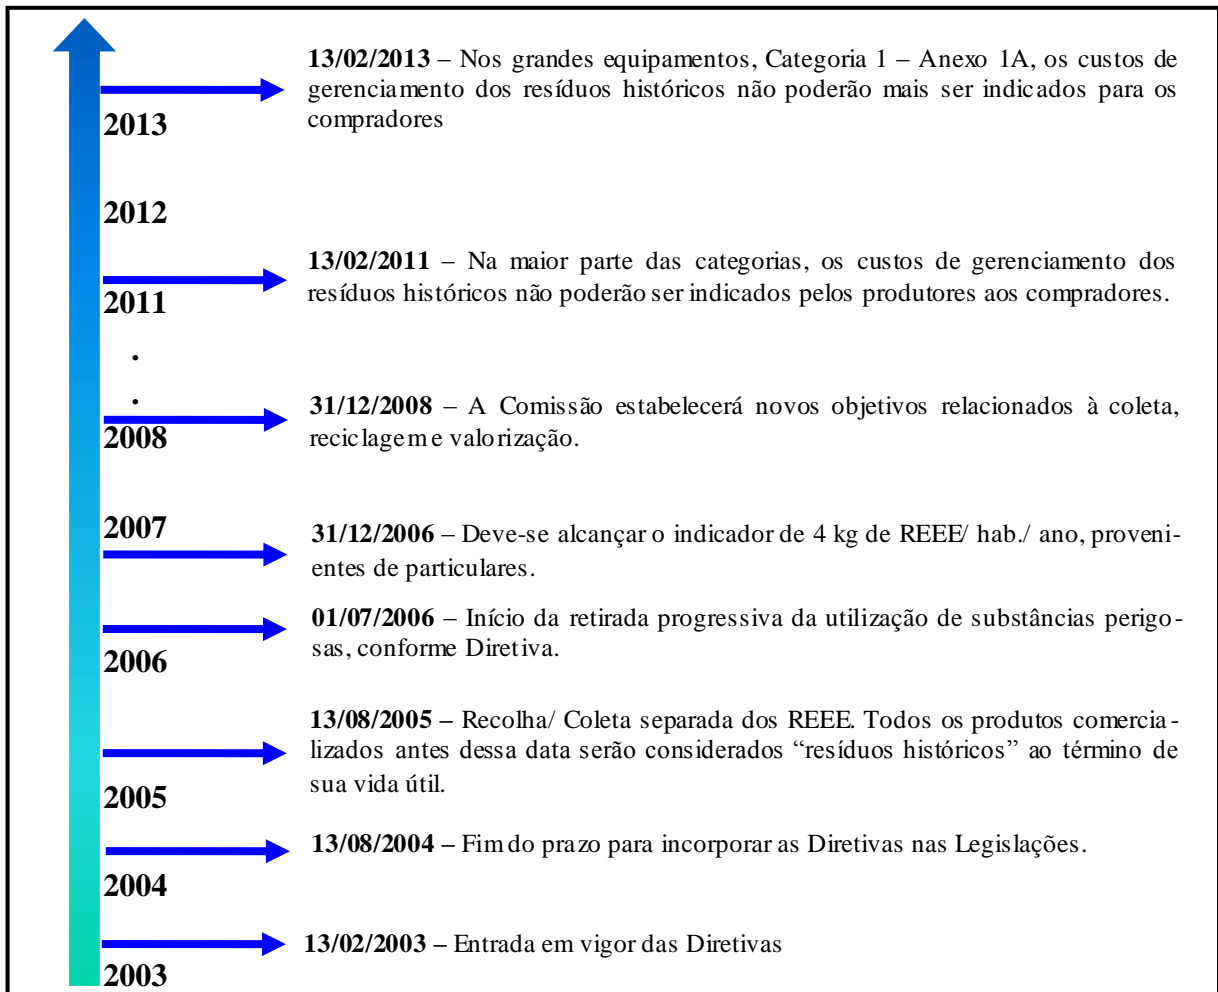 13/02/2013 – Nos grandes equipamentos, Categoria 1 – Anexo 1A, os custos de
gerenciamento dos resíduos históricos não poderão mais ser indicados para os
compradores
2013
2012
13/02/2011 – Na maior parte das categorias, os custos de gerenciamento dos
resíduos históricos não poderão ser indicados pelos produtores aos compradores.
2011
.
.
31/12/2008 – A Comissão estabelecerá novos objetivos relacionados à coleta,
reciclagem e valorização.
2008
2007
31/12/2006 – Deve-se alcançar o indicador de 4 kg de REEE/ hab./ ano, proveni-
entes de particulares.
01/07/2006 – Início da retirada progressiva da utilização de substâncias perigo-
sas, conforme Diretiva.
2006
13/08/2005 – Recolha/ Coleta separada dos REEE. Todos os produtos comercia-
lizados antes dessa data serão considerados “resíduos históricos” ao término de
sua vida útil.
2005
13/08/2004 – Fim do prazo para incorporar as Diretivas nas Legislações.
2004
13/02/2003 – Entrada em vigor das Diretivas
2003